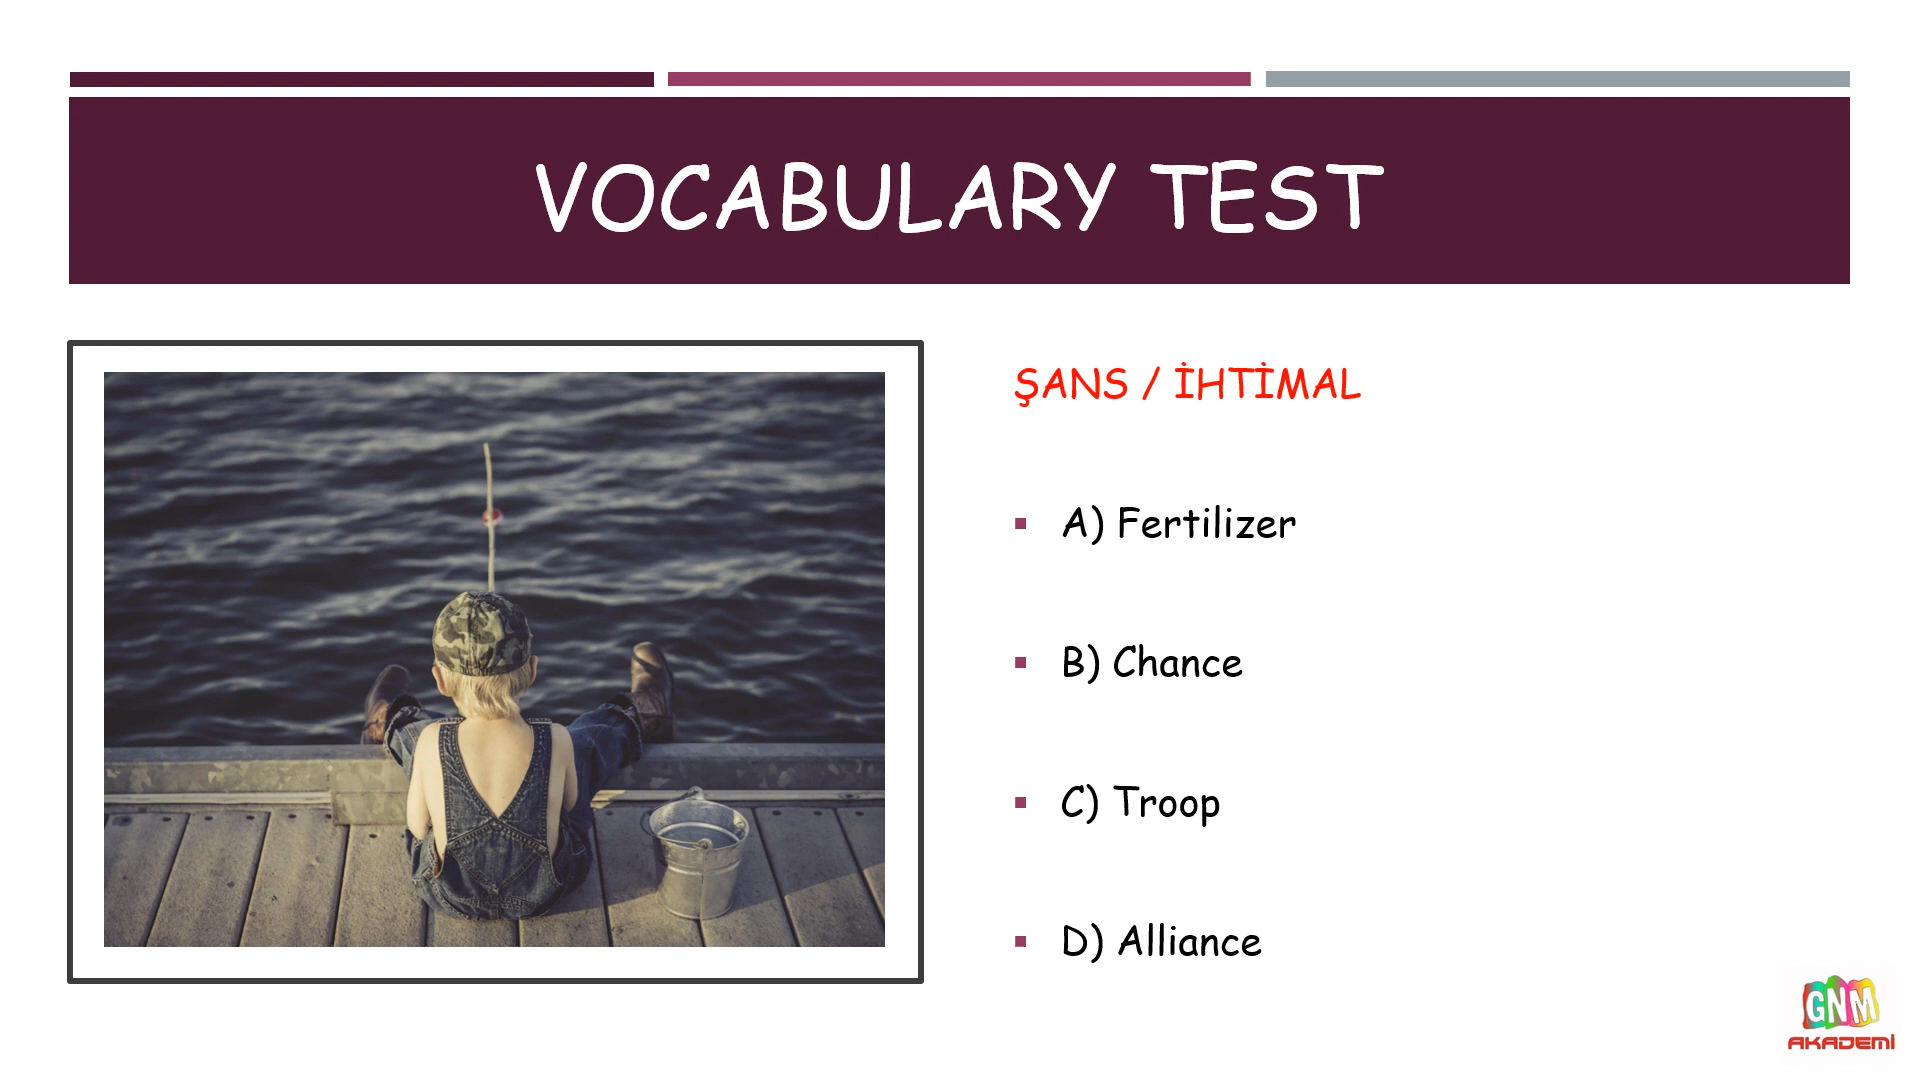 VOCABULARY TEST
ŞANS / İHTİMAL
A) Fertilizer
B) Chance
C) Troop
D) Alliance
GNM
AKADEMİ